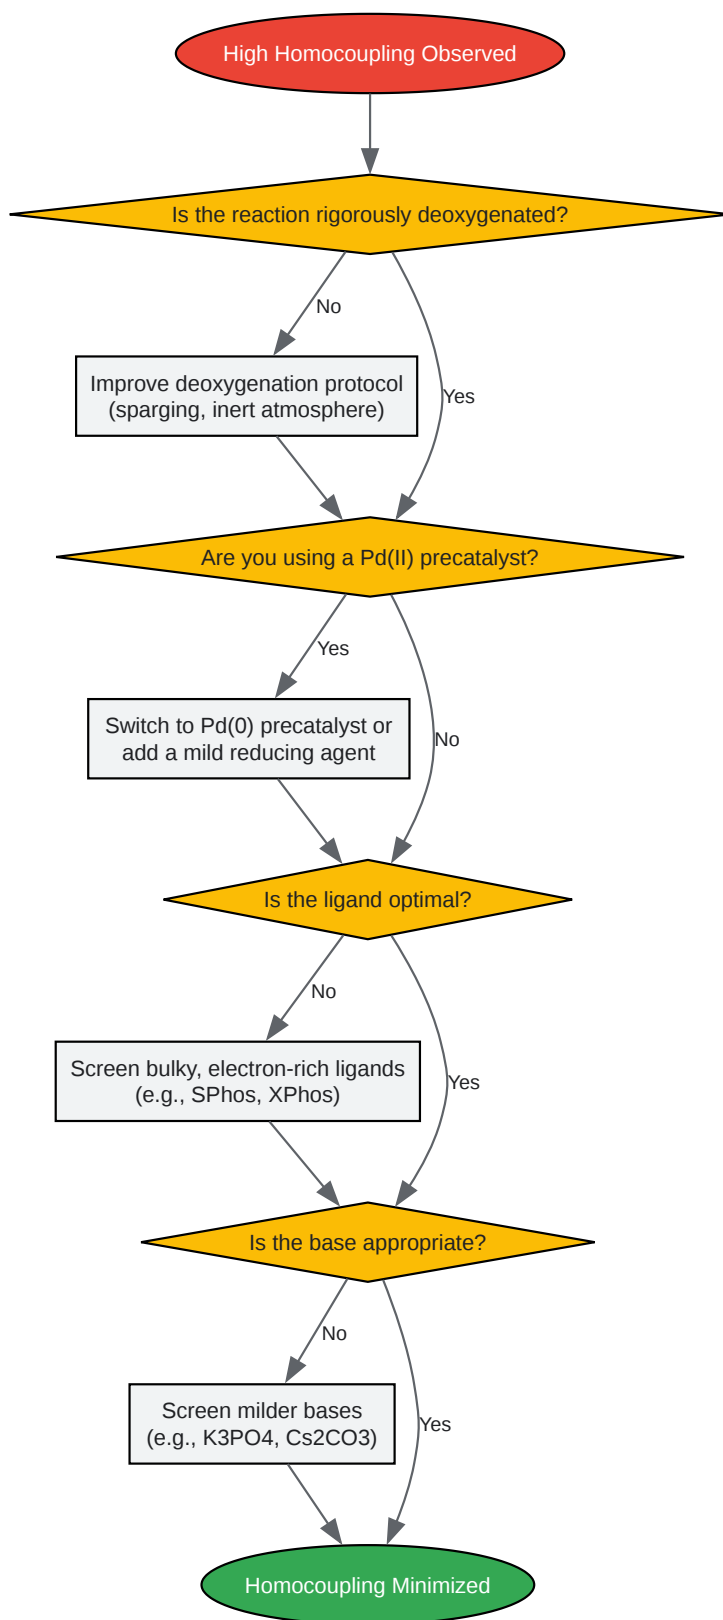 High Homocoupling Observed
Is the reaction rigorously deoxygenated?
No
Improve deoxygenation protocol
(sparging, inert atmosphere)
Yes
Are you using a Pd(II) precatalyst?
Yes
Switch to Pd(0) precatalyst or
add a mild reducing agent
No
Is the ligand optimal?
No
Screen bulky, electron-rich ligands
(e.g., SPhos, XPhos)
Yes
Is the base appropriate?
No
Screen milder bases
(e.g., K3PO4, Cs2CO3)
Yes
Homocoupling Minimized